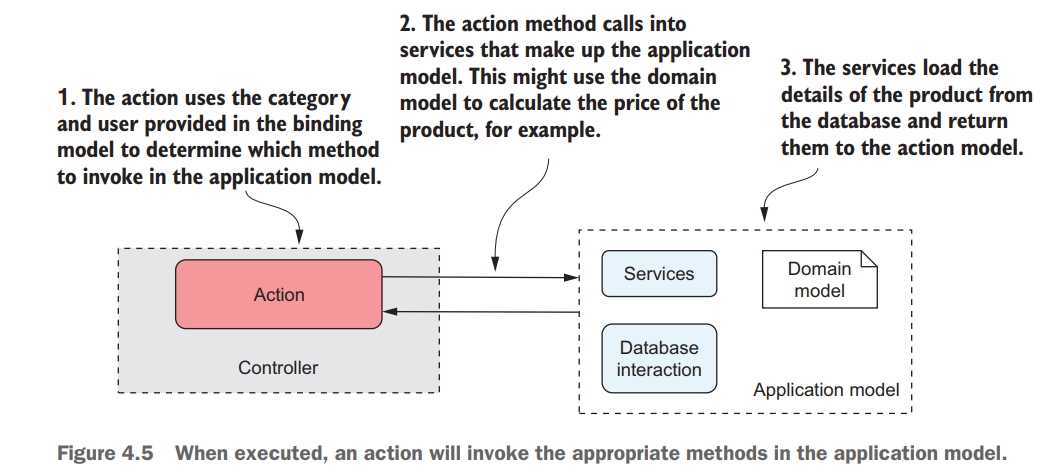 1. The action uses the category
and user provided in the binding
model to determine which method
to invoke in the application model.
2. The action method calls into
services that make up the application
model. This might use the domain
model to calculate the price of the
product, for example.
3. The services load the
details of the product from
the database and return
them to the action model.
Action
Controller
Services
Domain
model
Database
interaction
Application model
Figure 4.5 When executed, an action will invoke the appropriate methods in the application model.